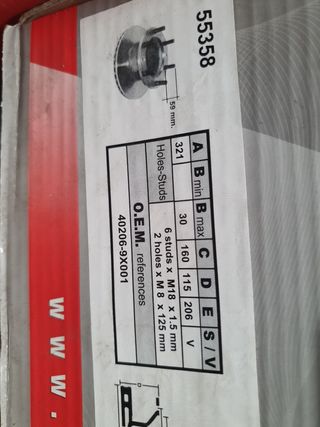 55358
59 mm.
A B min B max C D E S / V
321 30 160 115 206 V
Holes-Studs 6 studs x M18 x 1.5 mm
2 holes x M 8 x 125 mm
O.E.M. references
40206-9X001
www.